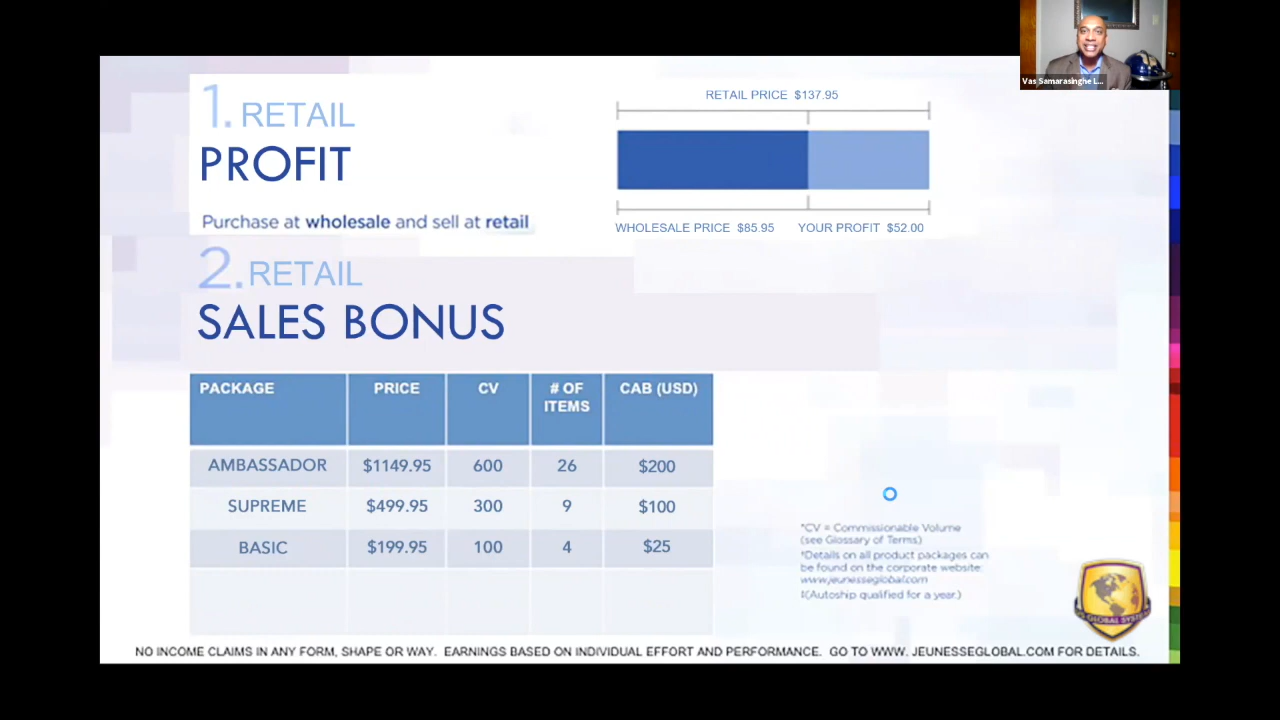 Vas Samarasinghe L...
1. RETAIL
PROFIT
Purchase at wholesale and sell at retail
RETAIL PRICE $137.95
WHOLESALE PRICE $85.95 YOUR PROFIT $52.00
2. RETAIL
SALES BONUS
PACKAGE PRICE CV # OF ITEMS CAB (USD)
AMBASSADOR $1149.95 600 26 $200
SUPREME $499.95 300 9 $100
BASIC $199.95 100 4 $25
*CV = Commissionable Volume
(see Glossary of Terms)
*Details on all product packages can
be found on the corporate website:
www.jeunesseglobal.com
‡(Autoship qualified for a year.)
GLOBAL SYSTEM
NO INCOME CLAIMS IN ANY FORM, SHAPE OR WAY. EARNINGS BASED ON INDIVIDUAL EFFORT AND PERFORMANCE. GO TO WWW. JEUNESSEGLOBAL.COM FOR DETAILS.